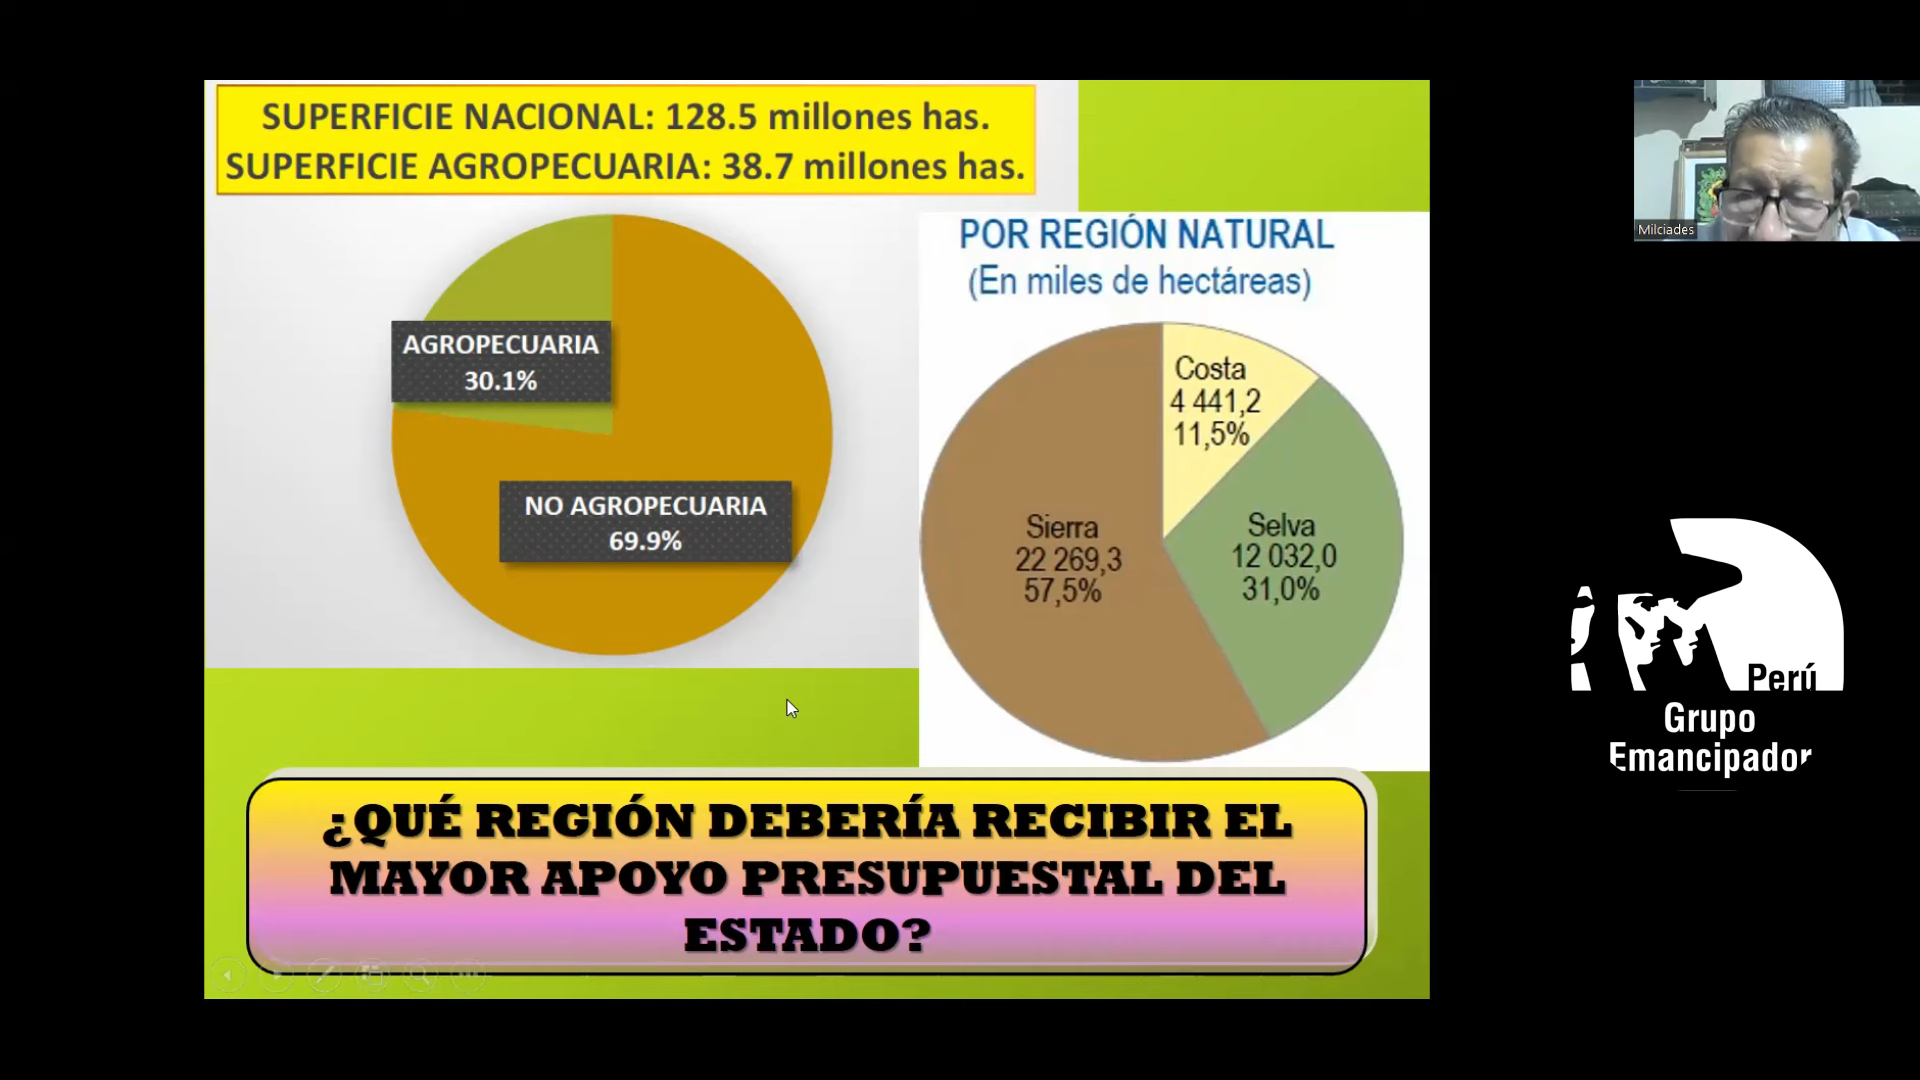 SUPERFICIE NACIONAL: 128.5 millones has.
SUPERFICIE AGROPECUARIA: 38.7 millones has.
AGROPECUARIA
30.1%
NO AGROPECUARIA
69.9%
POR REGIÓN NATURAL
(En miles de hectáreas)
Costa
4 441,2
11,5%
Sierra
22 269,3
57,5%
Selva
12 032,0
31,0%
¿QUÉ REGIÓN DEBERÍA RECIBIR EL
MAYOR APOYO PRESUPUESTAL DEL
ESTADO?
Milciades
Perú
Grupo
Emancipador